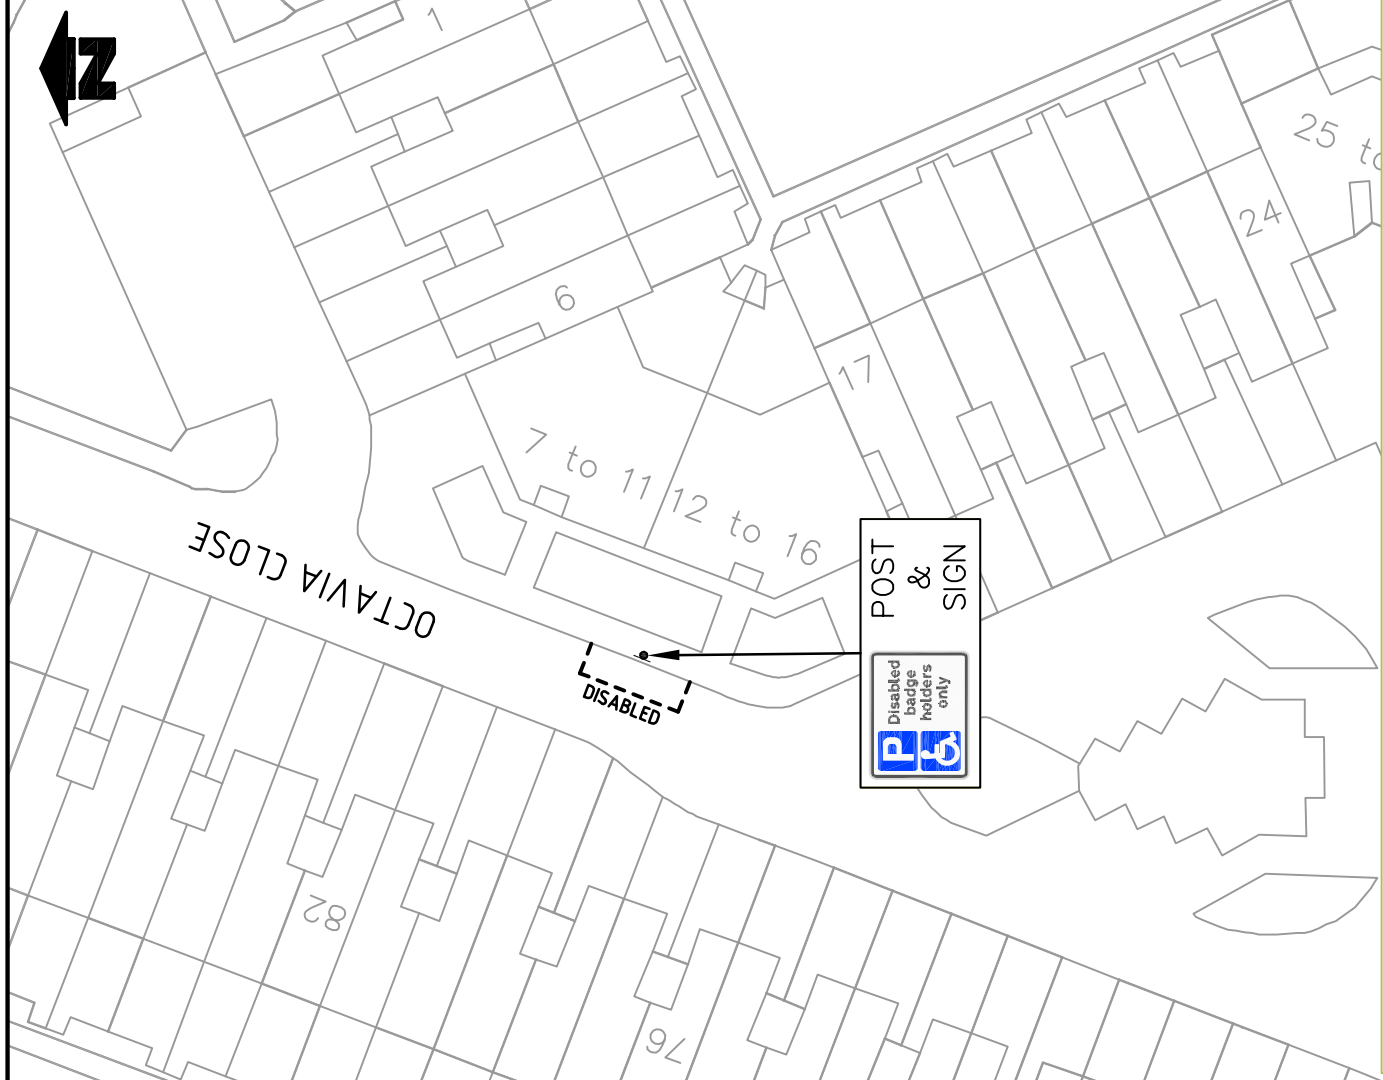 N
1
25 to
24
6
17
7 to 11
12 to 16
OCTAVIA CLOSE
POST
&
SIGN
P
Disabled
badge
holders
only
DISABLED
82
76